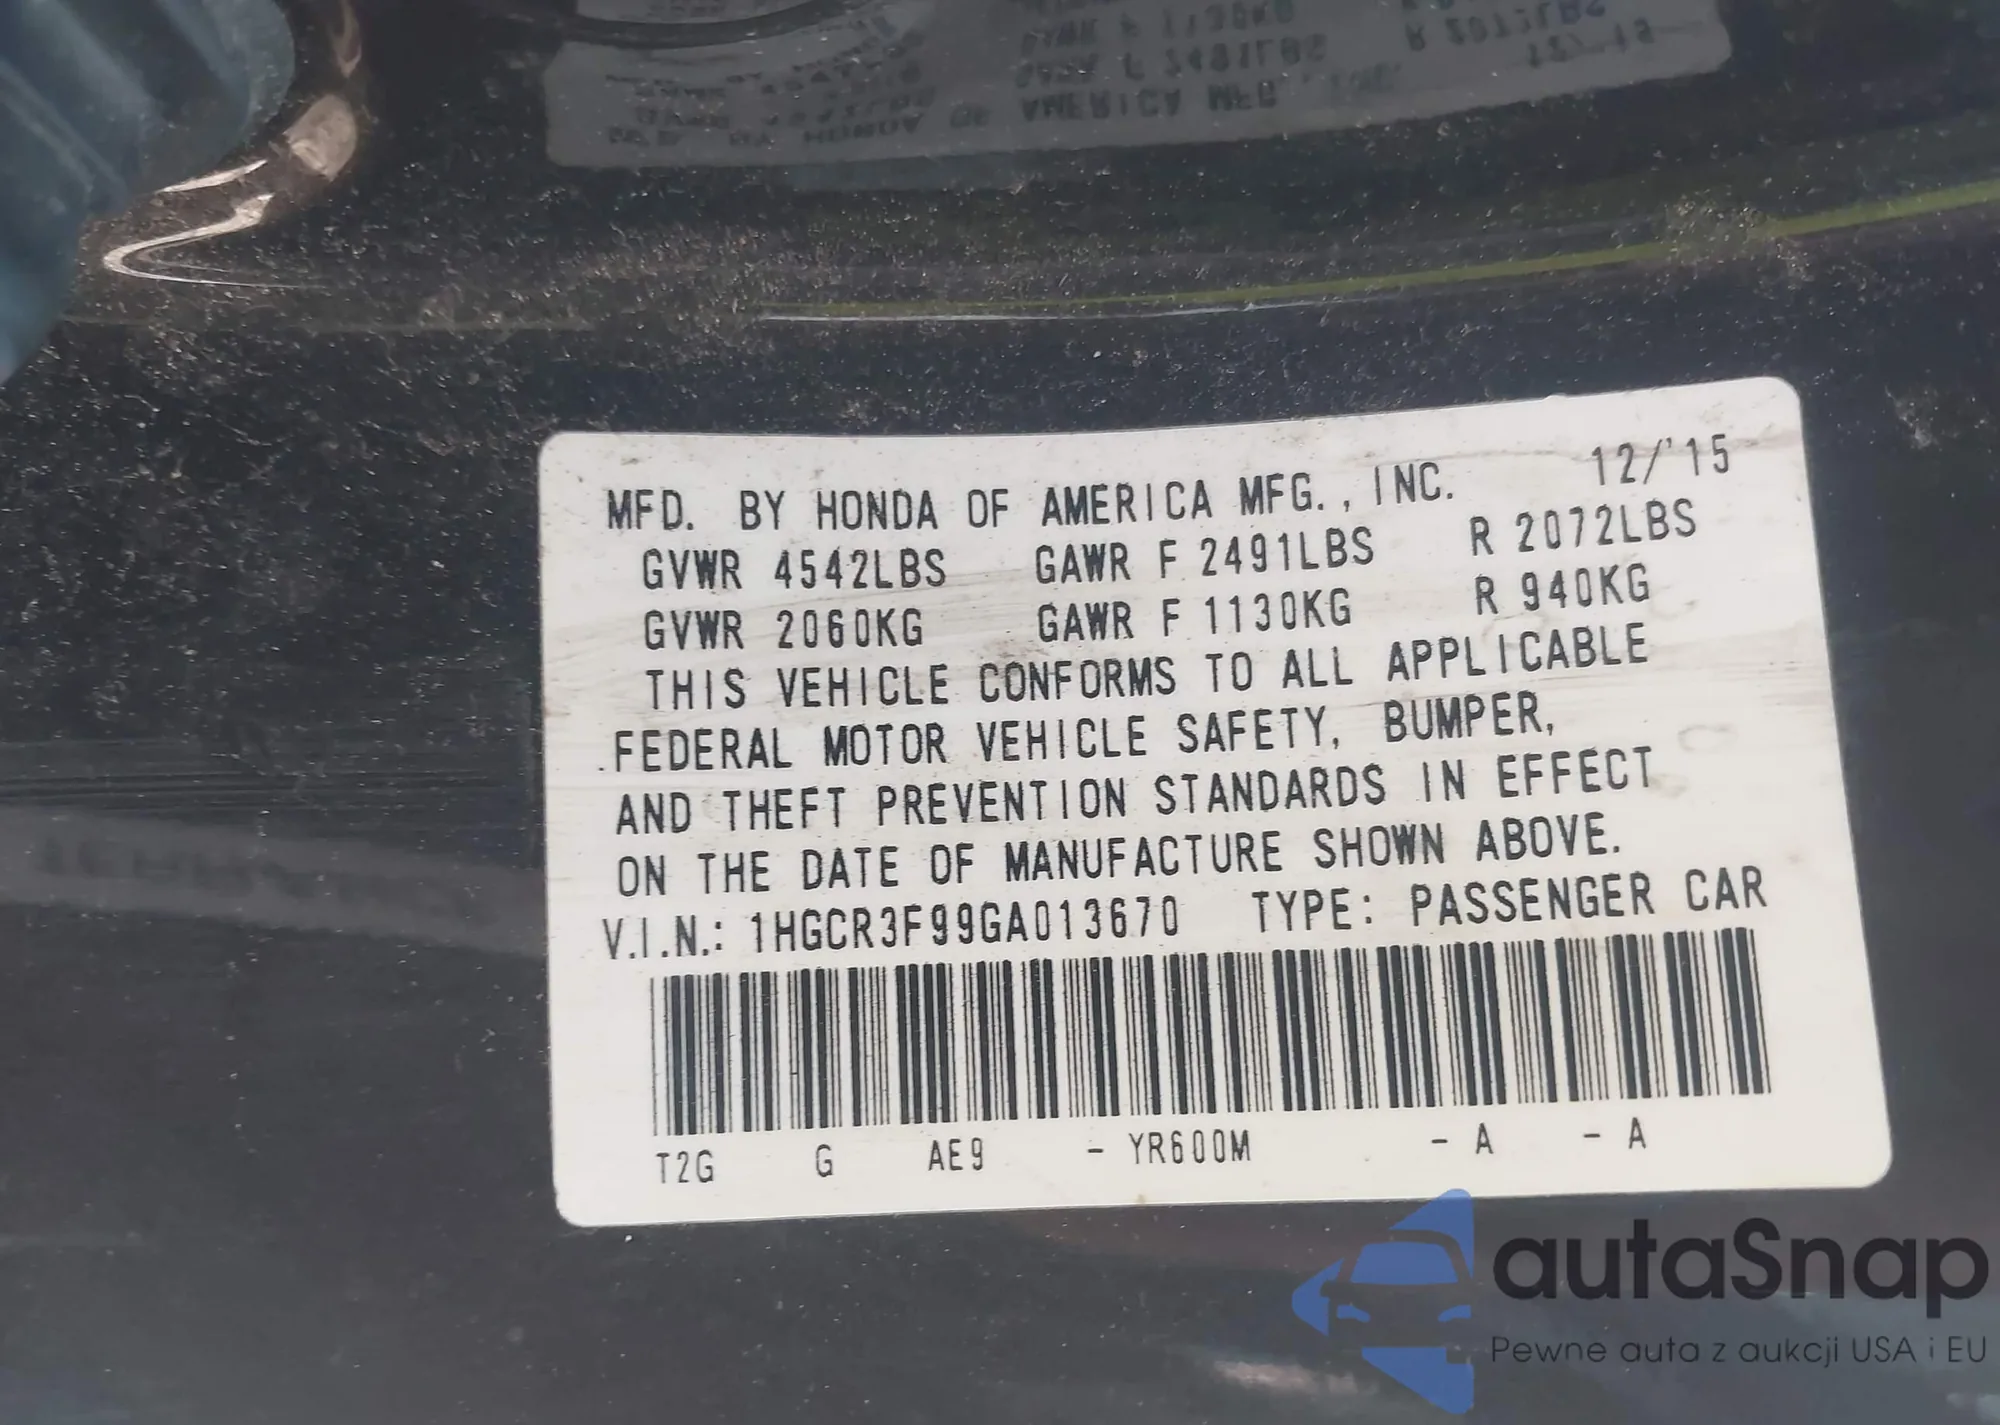 MFD. BY HONDA OF AMERICA MFG., INC. 12/'15
GVWR 4542LBS GAWR F 2491LBS R 2072LBS
GVWR 2060KG GAWR F 1130KG R 940KG
THIS VEHICLE CONFORMS TO ALL APPLICABLE
FEDERAL MOTOR VEHICLE SAFETY, BUMPER,
AND THEFT PREVENTION STANDARDS IN EFFECT
ON THE DATE OF MANUFACTURE SHOWN ABOVE.
V.I.N.: 1HGCR3F99GA013670 TYPE: PASSENGER CAR
T2G G AE9 - YR600M - A - A
autaSnap
Pewne auta z aukcji USA i EU